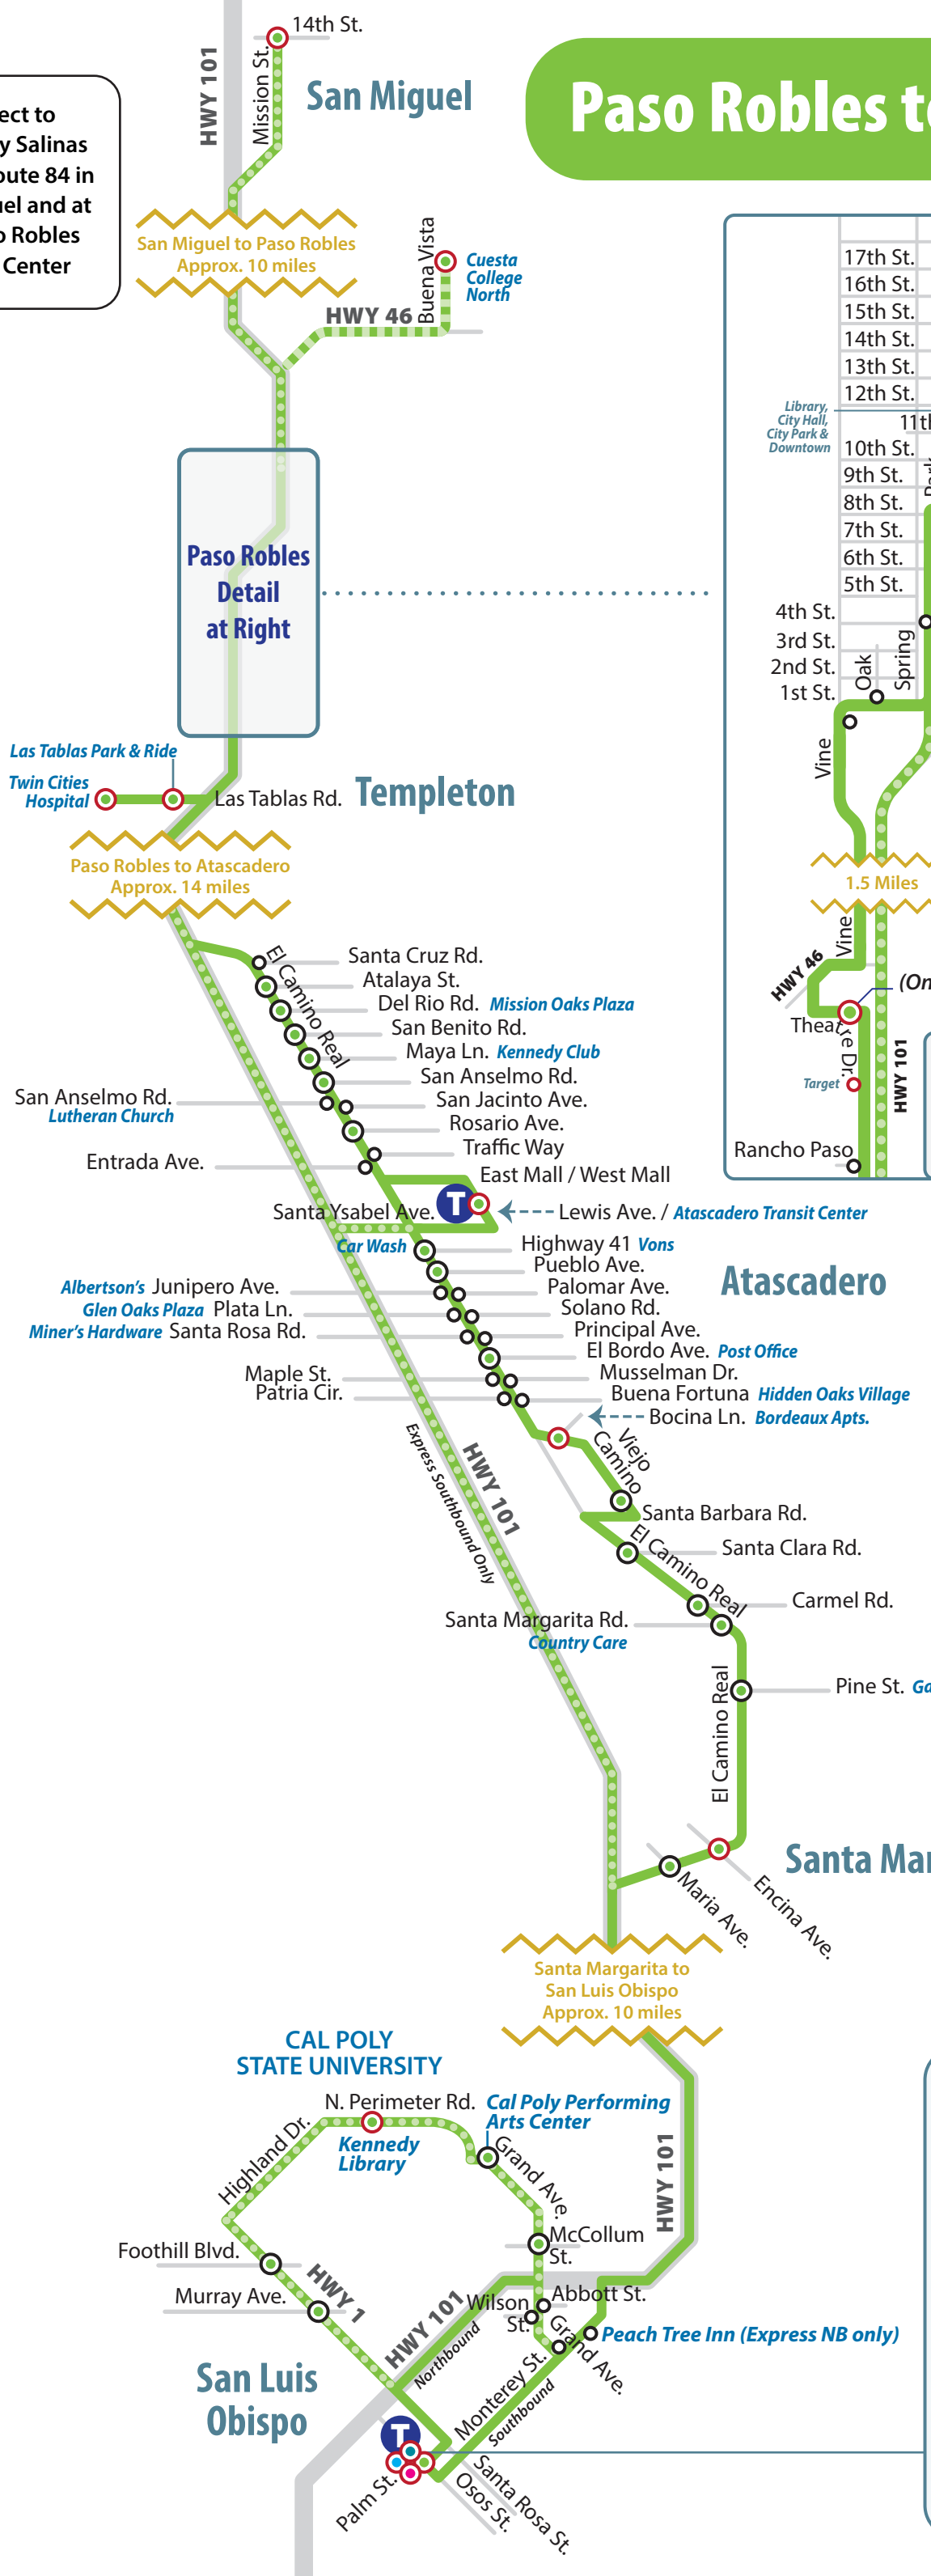 14th St.
Mission St.
HWY 101
San Miguel
Paso Robles to
ect to
y Salinas
oute 84 in
uel and at
o Robles
Center
San Miguel to Paso Robles
Approx. 10 miles
Buena Vista
Cuesta
College
North
HWY 46
Paso Robles
Detail
at Right
17th St.
16th St.
15th St.
14th St.
13th St.
12th St.
Library,
City Hall,
City Park &
Downtown
11th
10th St.
9th St.
8th St.
7th St.
6th St.
5th St.
4th St.
3rd St.
2nd St.
1st St.
Oak
Spring
Vine
1.5 Miles
Vine
HWY 46
(On
Theatre Dr.
HWY 101
Target
Rancho Paso
Las Tablas Park & Ride
Twin Cities
Hospital
Las Tablas Rd.
Templeton
Paso Robles to Atascadero
Approx. 14 miles
El Camino Real
Santa Cruz Rd.
Atalaya St.
Del Rio Rd. Mission Oaks Plaza
San Benito Rd.
Maya Ln. Kennedy Club
San Anselmo Rd.
San Anselmo Rd.
Lutheran Church
San Jacinto Ave.
Rosario Ave.
Traffic Way
Entrada Ave.
East Mall / West Mall
T
Santa Ysabel Ave.
Lewis Ave. / Atascadero Transit Center
Car Wash
Highway 41 Vons
Pueblo Ave.
Atascadero
Albertson's Junipero Ave.
Palomar Ave.
Glen Oaks Plaza Plata Ln.
Solano Rd.
Miner's Hardware Santa Rosa Rd.
Principal Ave.
El Bordo Ave. Post Office
Maple St.
Musselman Dr.
Patria Cir.
Buena Fortuna Hidden Oaks Village
Bocina Ln. Bordeaux Apts.
Viejo
Camino
HWY 101
Express Southbound Only
Santa Barbara Rd.
El Camino Real
Santa Clara Rd.
Carmel Rd.
Santa Margarita Rd.
Country Care
Pine St. Ga
El Camino Real
Santa Mar
Maria Ave.
Encina Ave.
Santa Margarita to
San Luis Obispo
Approx. 10 miles
CAL POLY
STATE UNIVERSITY
N. Perimeter Rd.
Cal Poly Performing
Arts Center
Kennedy
Library
Highland Dr.
Grand Ave.
HWY 101
McCollum
St.
Foothill Blvd.
Murray Ave.
HWY 1
HWY 101
Northbound
Wilson
St.
Abbott St.
Grand Ave.
Peach Tree Inn (Express NB only)
Monterey St.
Southbound
San Luis
Obispo
T
Palm St.
Osos St.
Santa Rosa St.